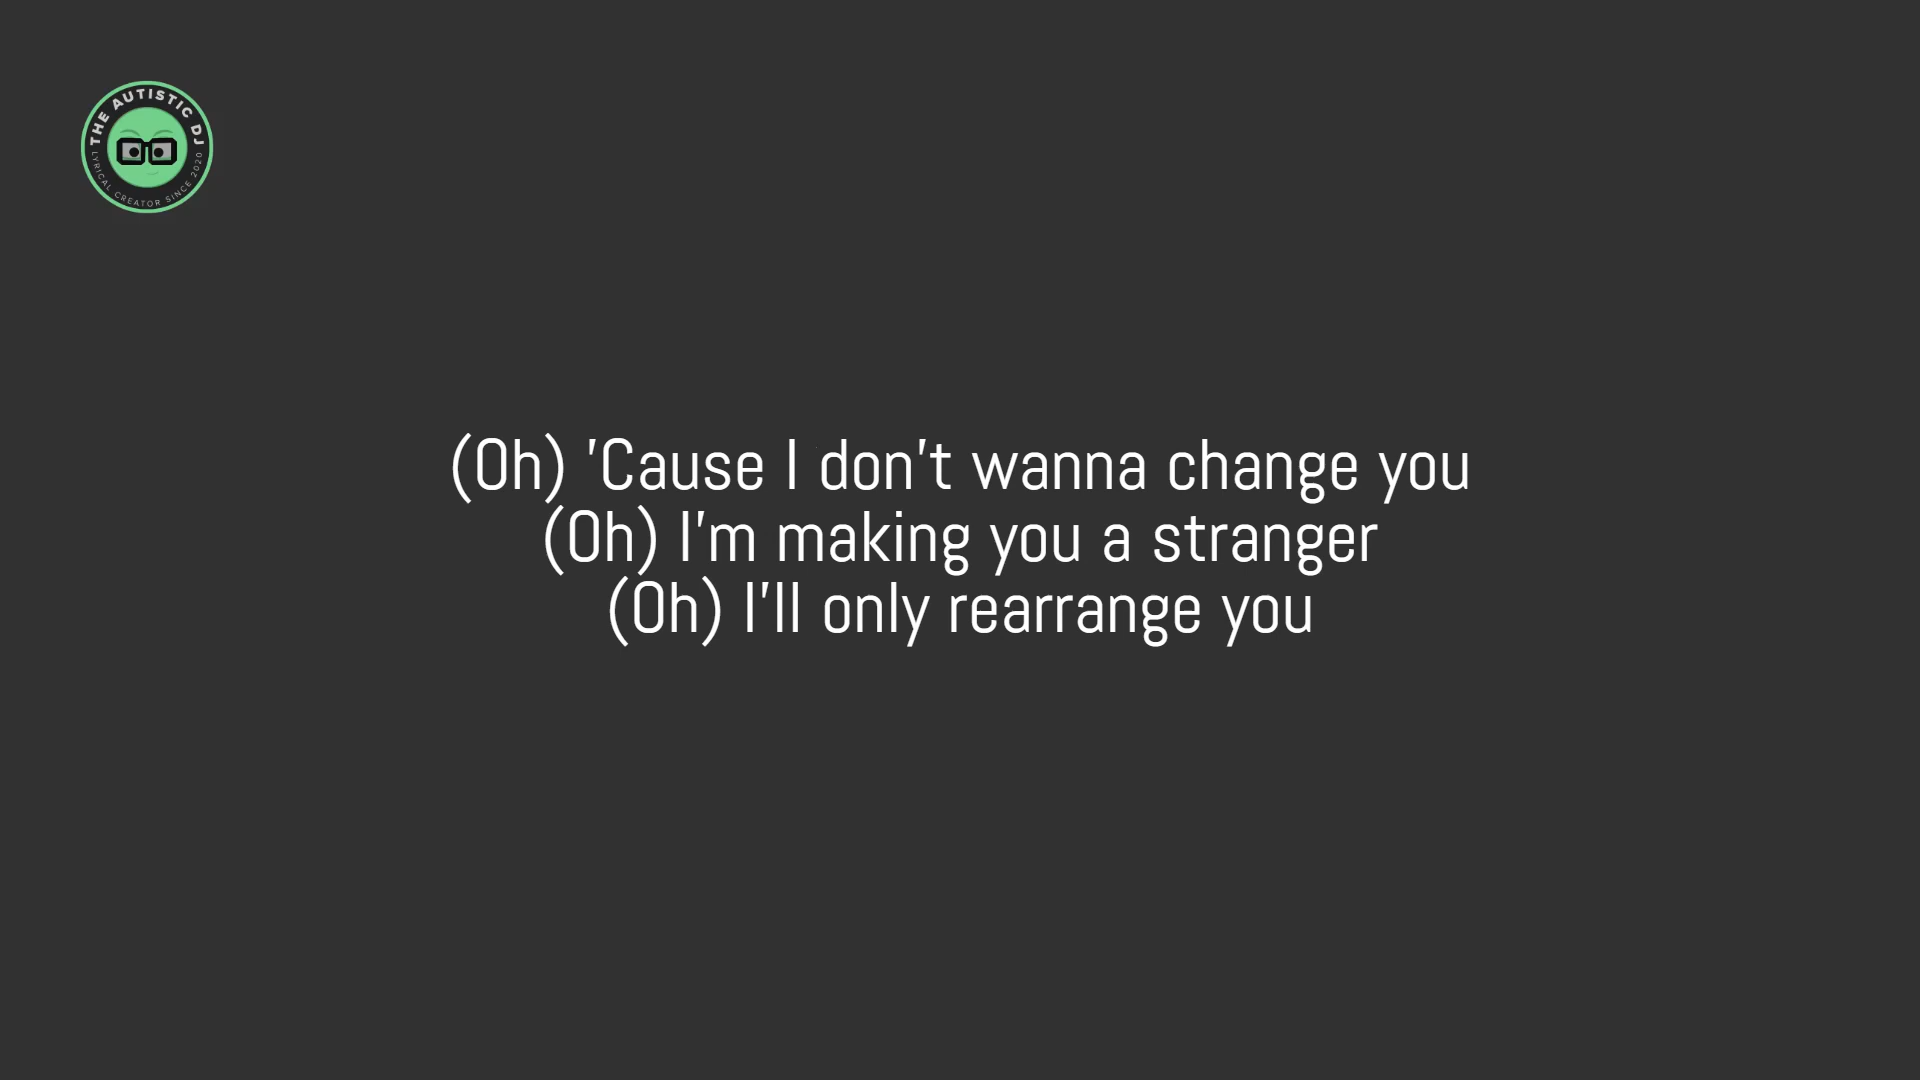 THE AUTISTIC DJ
LYRICAL CREATOR SINCE 2020
(Oh) 'Cause I don't wanna change you
(Oh) I'm making you a stranger
(Oh) I'll only rearrange you